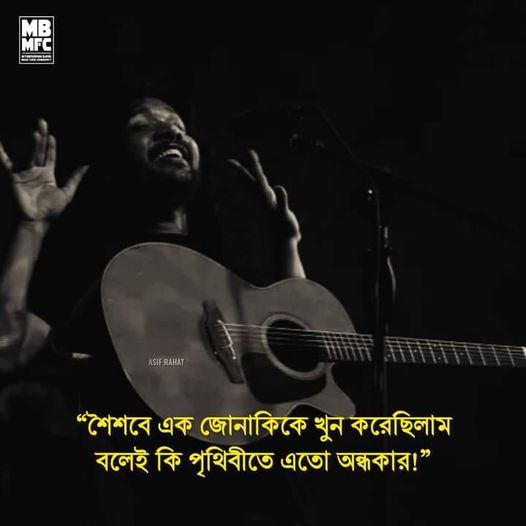 MB
MFC
ASIF RAHAT
“শৈশবে এক জোনাকিকে খুন করেছিলাম
বলেই কি পৃথিবীতে এতো অন্ধকার!”